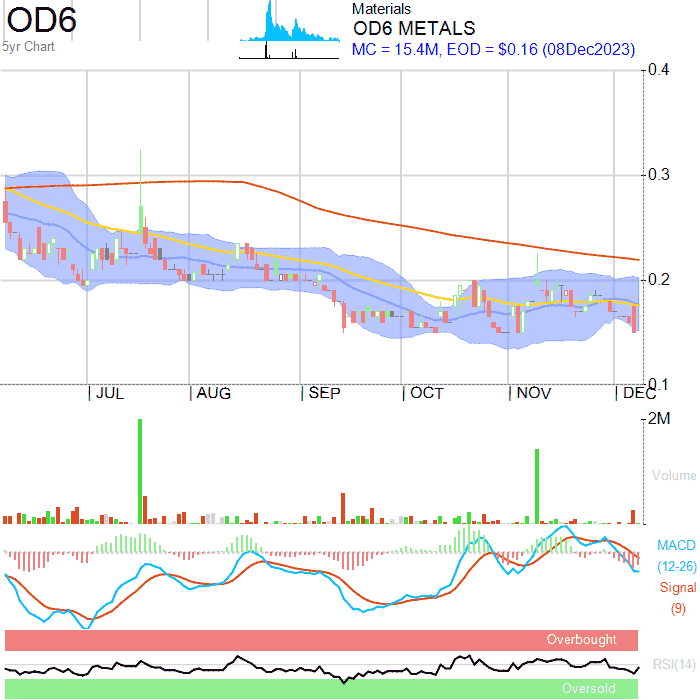 OD6
5yr Chart
Materials
OD6 METALS
MC = 15.4M, EOD = $0.16 (08Dec2023)
0.4
0.3
0.2
0.1
JUL
AUG
SEP
OCT
NOV
DEC
2M
Volume
MACD
(12-26)
Signal
(9)
Overbought
RSI(14)
Oversold